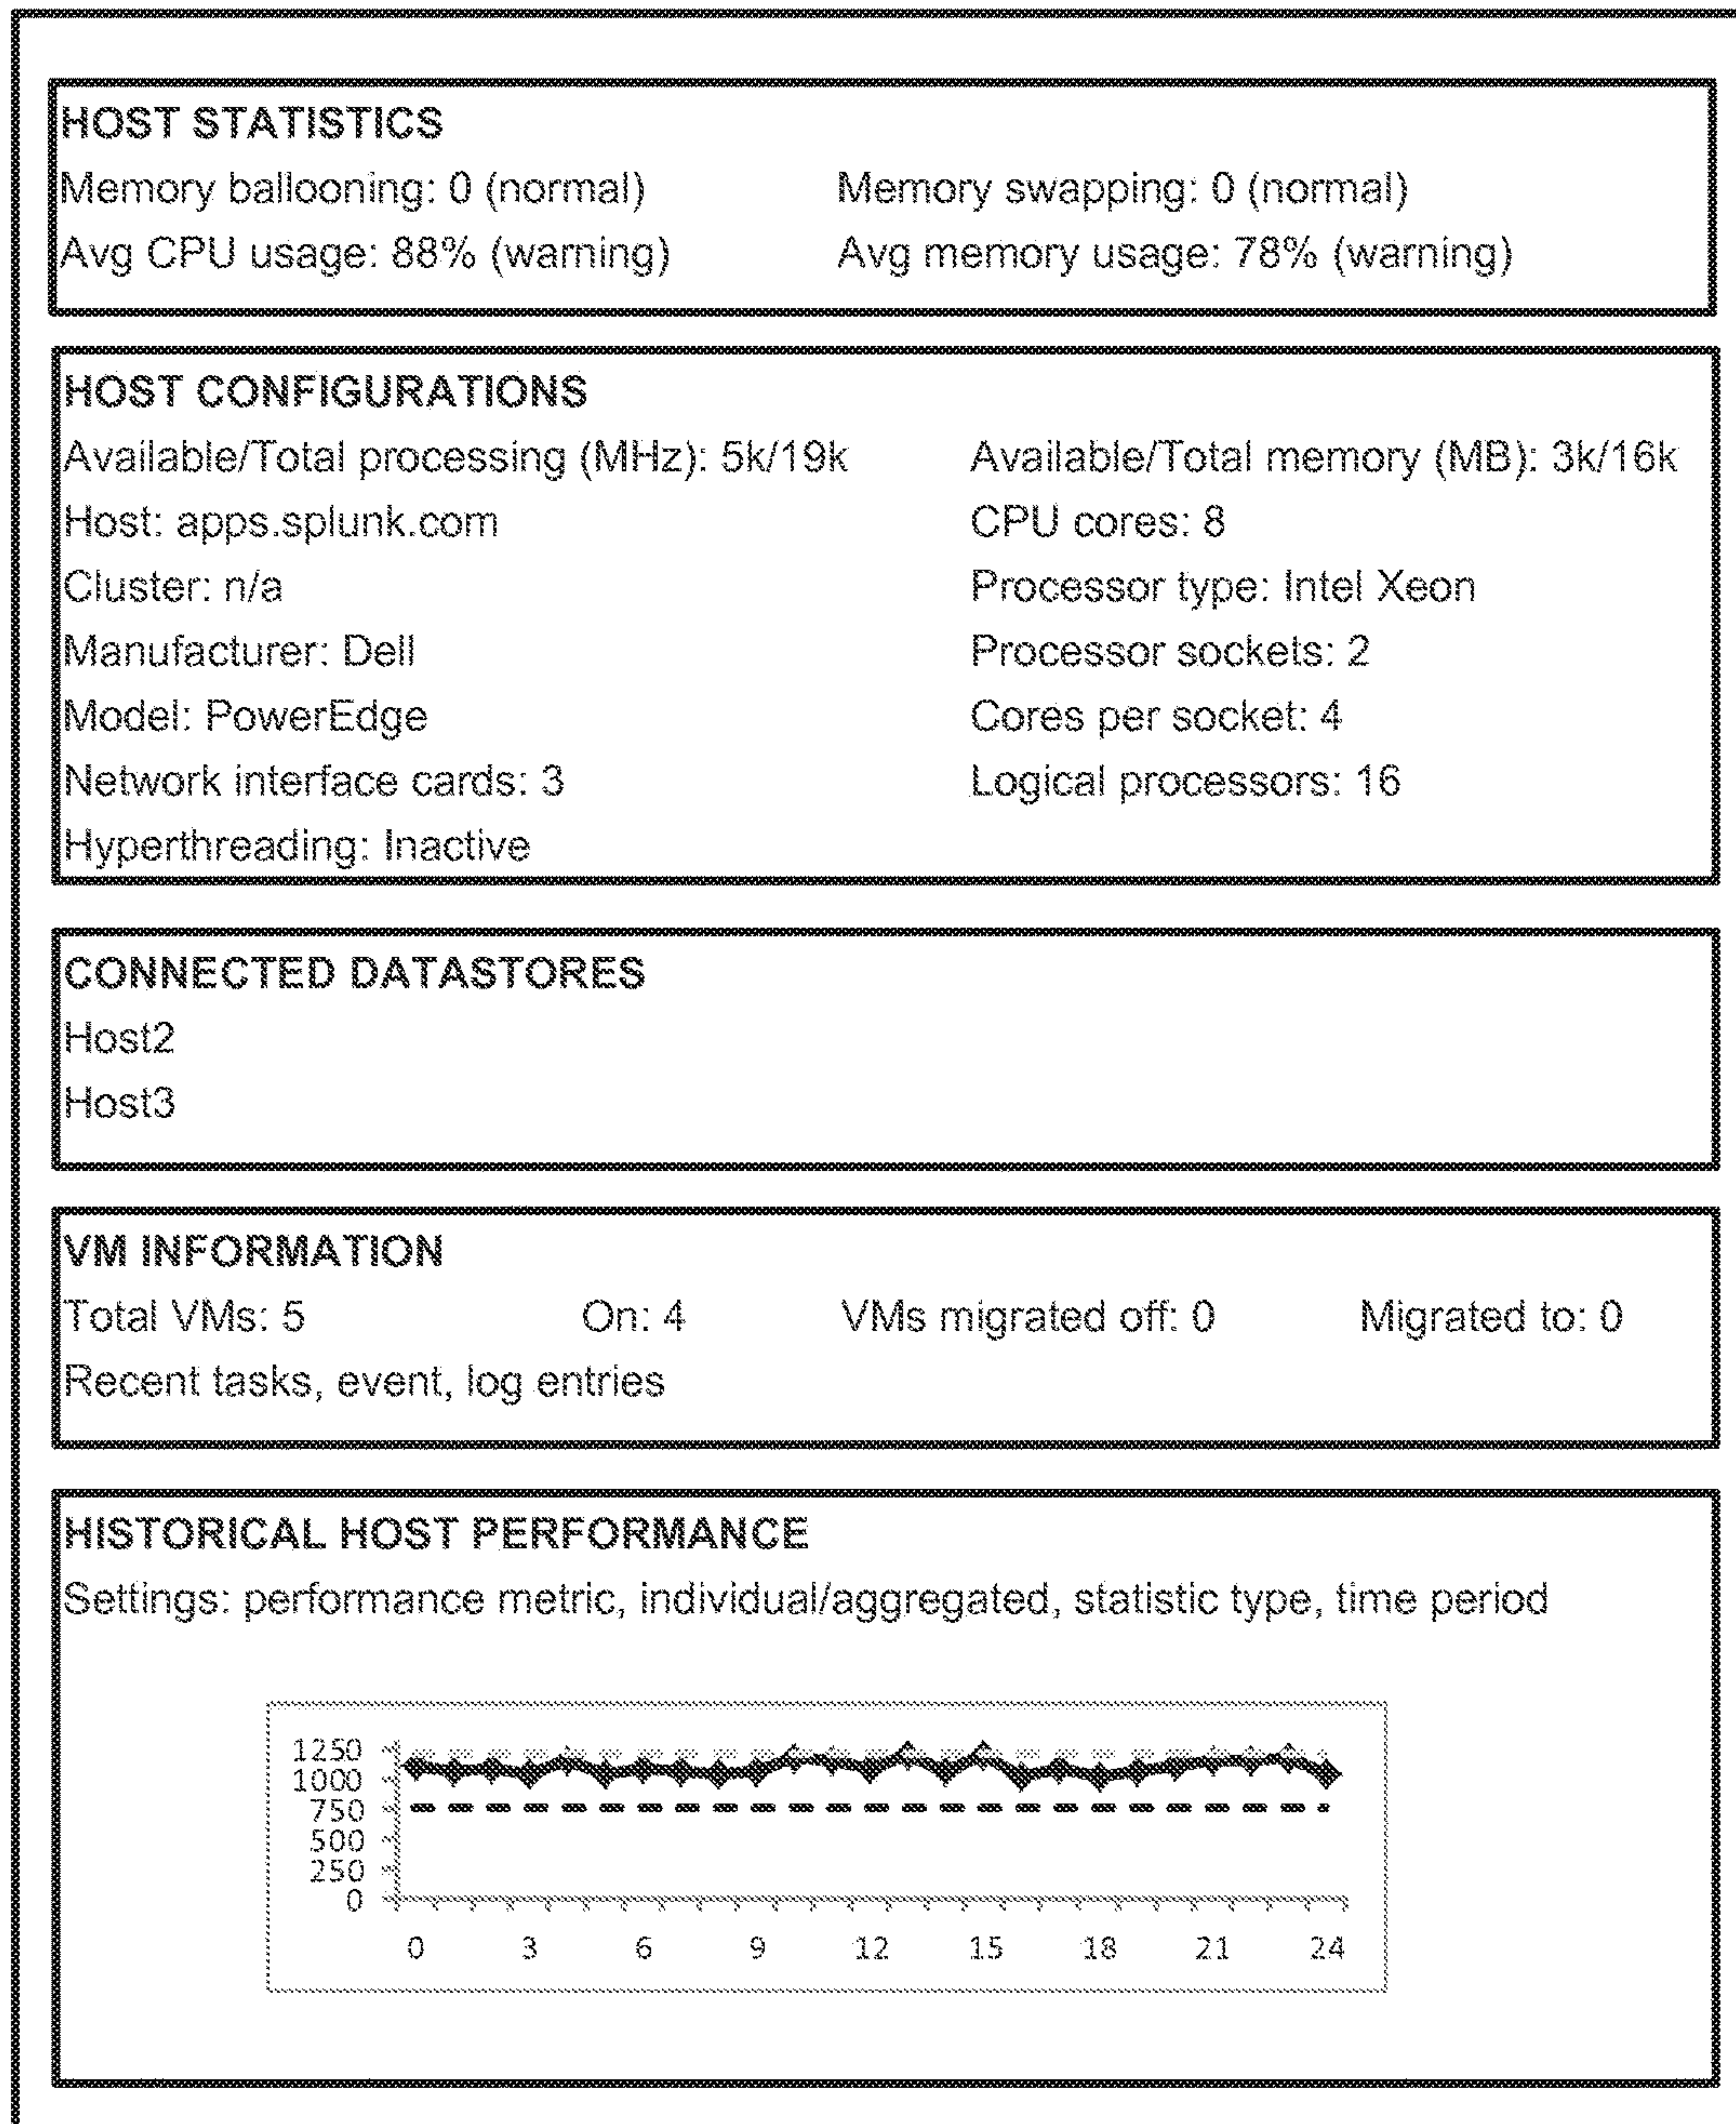 HOST STATISTICS
Memory ballooning: 0 (normal) Memory swapping: 0 (normal)
Avg CPU usage: 88% (warning) Avg memory usage: 78% (warning)
HOST CONFIGURATIONS
Available/Total processing (MHz): 5k/19k Available/Total memory (MB): 3k/16k
Host: apps.splunk.com CPU cores: 8
Cluster: n/a Processor type: Intel Xeon
Manufacturer: Dell Processor sockets: 2
Model: PowerEdge Cores per socket: 4
Network interface cards: 3 Logical processors: 16
Hyperthreading: Inactive
CONNECTED DATASTORES
Host2
Host3
VM INFORMATION
Total VMs: 5 On: 4 VMs migrated off: 0 Migrated to: 0
Recent tasks, event, log entries
HISTORICAL HOST PERFORMANCE
Settings: performance metric, individual/aggregated, statistic type, time period
1250
1000
750
500
250
0
0 3 6 9 12 15 18 21 24